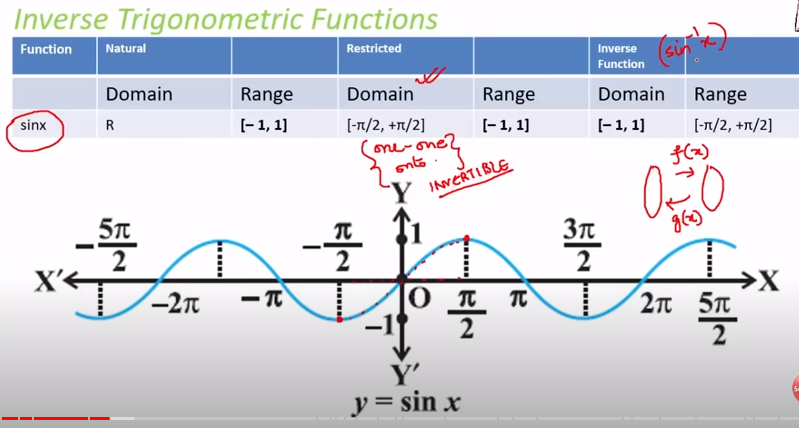 Inverse Trigonometric Functions
Function Natural Restricted Inverse Function (sin⁻¹x)
Domain Range Domain Range Domain Range
sinx R [– 1, 1] [-π/2, +π/2] [– 1, 1] [– 1, 1] [-π/2, +π/2]
one-one
onto
INVERTIBLE
f(x)
g(x)
Y
– 5π/2 – π/2 1 3π/2
X′ X
–2π –π O π/2 π 2π 5π/2
–1
Y′
y = sin x